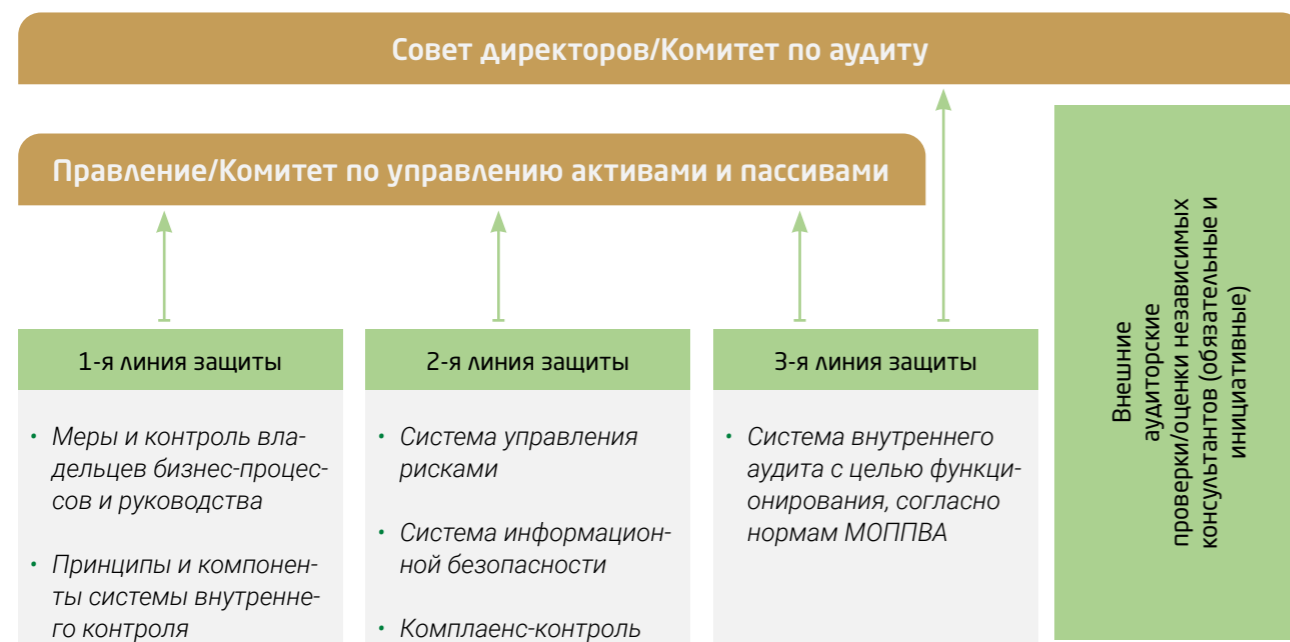 Совет директоров/Комитет по аудиту
Правление/Комитет по управлению активами и пассивами
1-я линия защиты
• Меры и контроль вла-
дельцев бизнес-процес-
сов и руководства
• Принципы и компонен-
ты системы внутренне-
го контроля
2-я линия защиты
• Система управления
рисками
• Система информацион-
ной безопасности
• Комплаенс-контроль
3-я линия защиты
• Система внутреннего
аудита с целью функци-
онирования, согласно
нормам МОППВА
Внешние
аудиторские
проверки/оценки независимых
консультантов (обязательные и
инициативные)